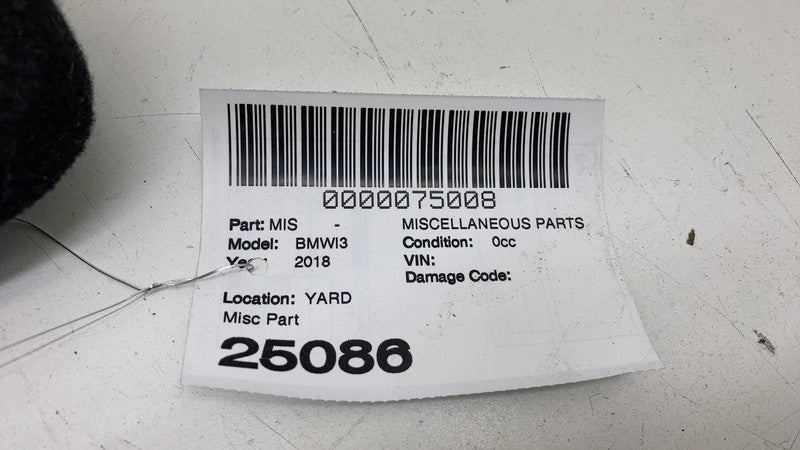 0000075008
Part: MIS - MISCELLANEOUS PARTS
Model: BMWI3 Condition: 0cc
2018 VIN:
Damage Code:
Location: YARD
Misc Part
25086